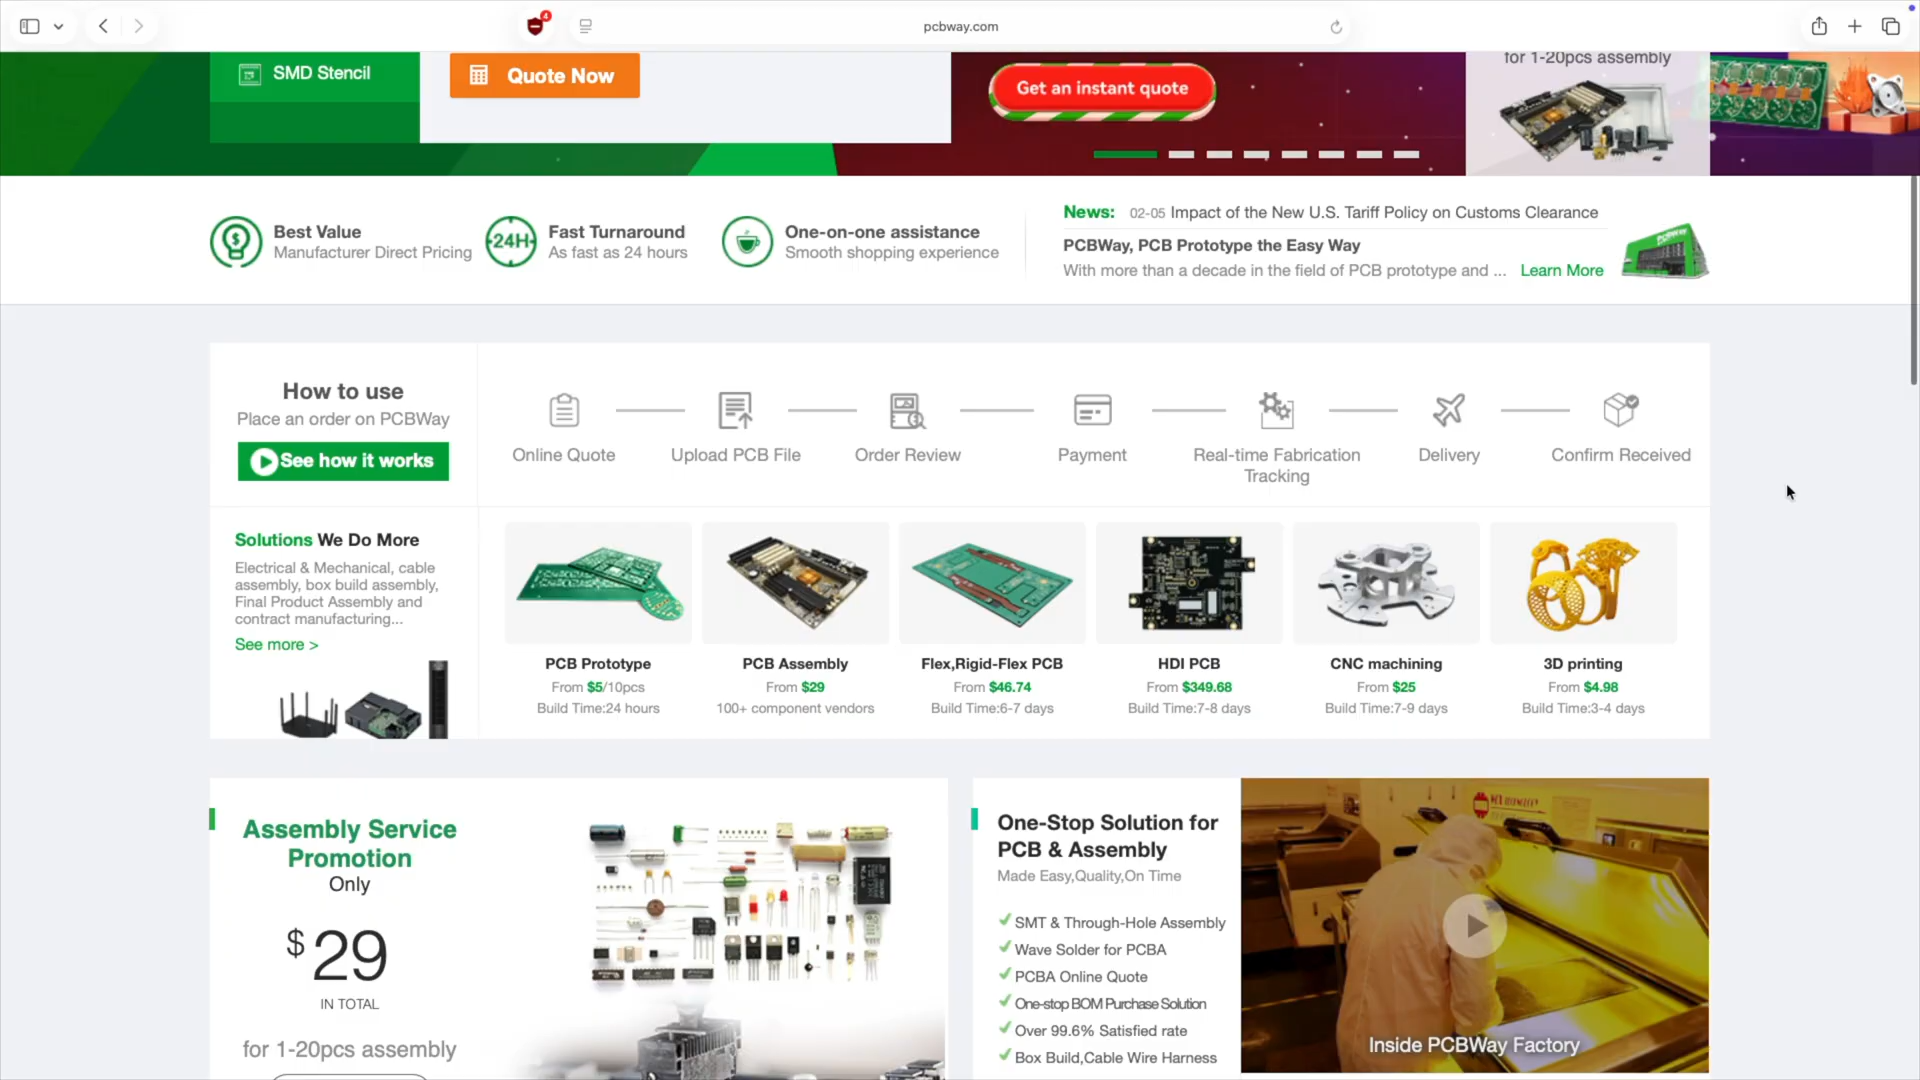 4
pcbway.com
SMD Stencil
Quote Now
Get an instant quote
for 1-20pcs assembly
Best Value
Manufacturer Direct Pricing
24H
Fast Turnaround
As fast as 24 hours
One-on-one assistance
Smooth shopping experience
News: 02-05 Impact of the New U.S. Tariff Policy on Customs Clearance
PCBWay, PCB Prototype the Easy Way
With more than a decade in the field of PCB prototype and ... Learn More
How to use
Place an order on PCBWay
See how it works
Online Quote
Upload PCB File
Order Review
Payment
Real-time Fabrication
Tracking
Delivery
Confirm Received
Solutions We Do More
Electrical & Mechanical, cable
assembly, box build assembly,
Final Product Assembly and
contract manufacturing...
See more >
PCB Prototype
From $5/10pcs
Build Time:24 hours
PCB Assembly
From $29
100+ component vendors
Flex,Rigid-Flex PCB
From $46.74
Build Time:6-7 days
HDI PCB
From $349.68
Build Time:7-8 days
CNC machining
From $25
Build Time:7-9 days
3D printing
From $4.98
Build Time:3-4 days
Assembly Service
Promotion
Only
$29
IN TOTAL
for 1-20pcs assembly
One-Stop Solution for
PCB & Assembly
Made Easy,Quality,On Time
SMT & Through-Hole Assembly
Wave Solder for PCBA
PCBA Online Quote
One-stop BOM Purchase Solution
Over 99.6% Satisfied rate
Box Build,Cable Wire Harness
Inside PCBWay Factory